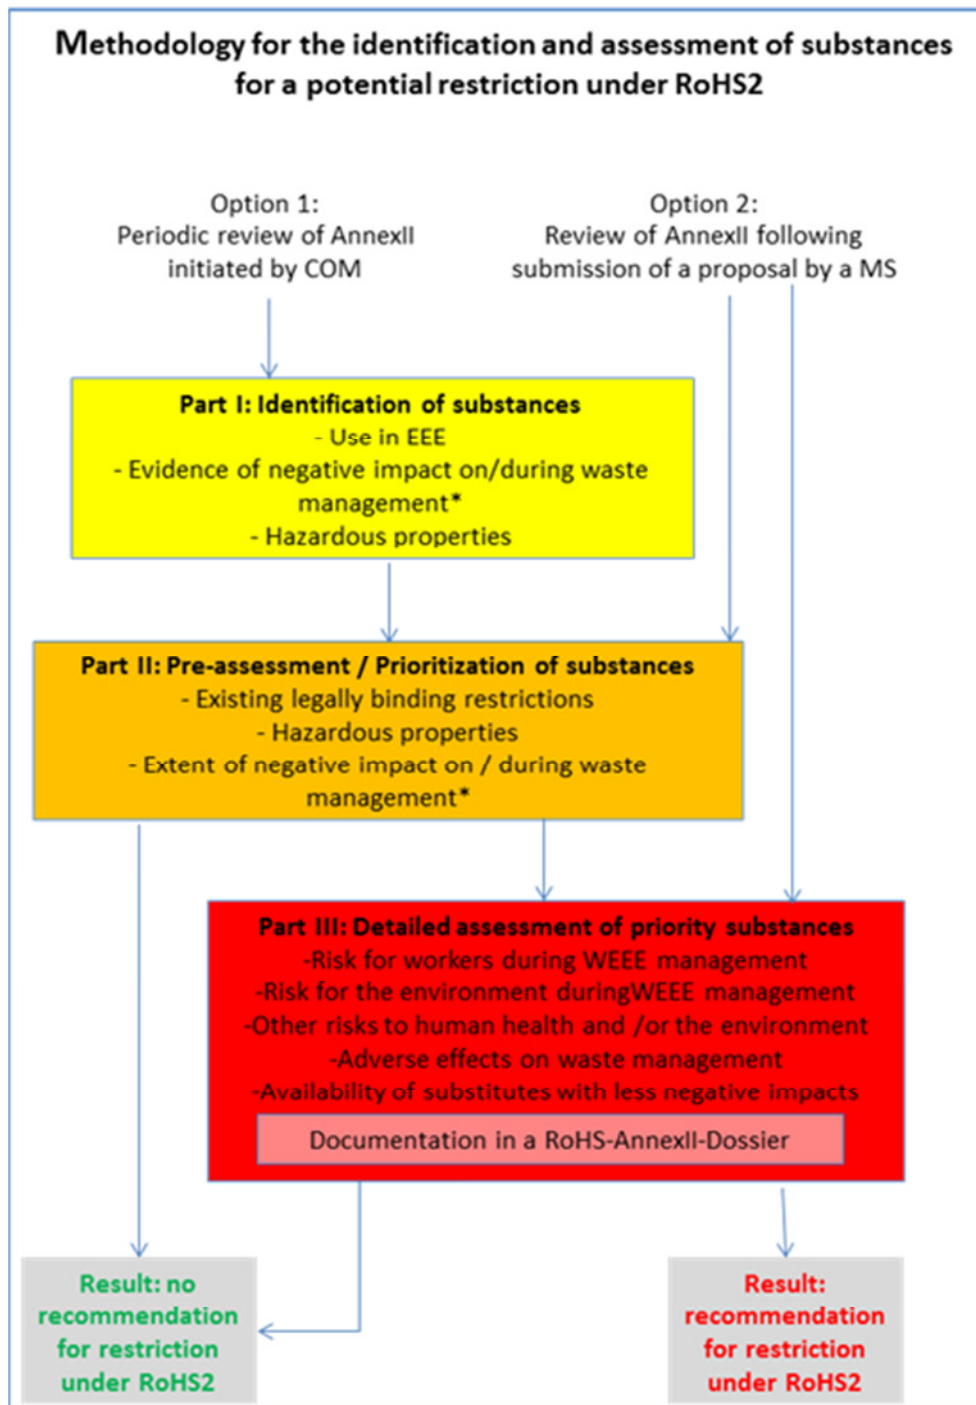 Methodology for the identification and assessment of substances
for a potential restriction under RoHS2
Option 1:
Periodic review of AnnexII
initiated by COM
Option 2:
Review of AnnexII following
submission of a proposal by a MS
Part I: Identification of substances
- Use in EEE
- Evidence of negative impact on/during waste
management*
- Hazardous properties
Part II: Pre-assessment / Prioritization of substances
- Existing legally binding restrictions
- Hazardous properties
- Extent of negative impact on / during waste
management*
Part III: Detailed assessment of priority substances
-Risk for workers during WEEE management
-Risk for the environment duringWEEE management
-Other risks to human health and /or the environment
-Adverse effects on waste management
-Availability of substitutes with less negative impacts
Documentation in a RoHS-AnnexII-Dossier
Result: no
recommendation
for restriction
under RoHS2
Result:
recommendation
for restriction
under RoHS2